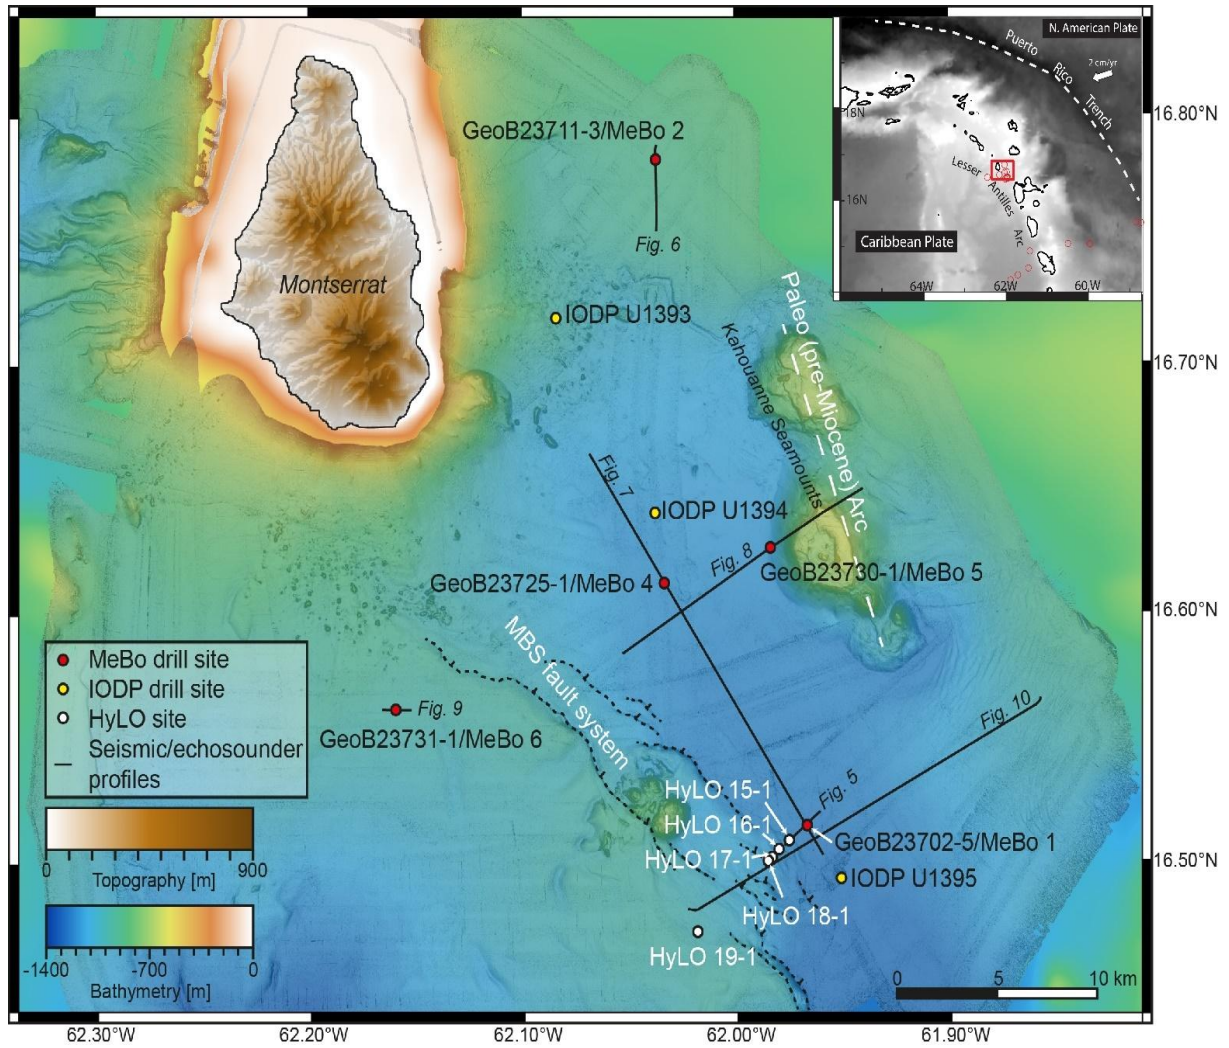 N. American Plate
Puerto
Rico
Trench
2 cm/yr
18N
16N
Lesser
Antilles
Arc
Caribbean Plate
64W
62W
60W
16.80°N
GeoB23711-3/MeBo 2
Fig. 6
Montserrat
IODP U1393
Paleo (pre-Miocene) Arc
Kahouanne Seamounts
16.70°N
Fig. 7
IODP U1394
Fig. 8
GeoB23730-1/MeBo 5
GeoB23725-1/MeBo 4
16.60°N
MBS fault system
MeBo drill site
IODP drill site
HyLO site
Seismic/echosounder
profiles
Fig. 9
GeoB23731-1/MeBo 6
Fig. 10
HyLO 15-1
Fig. 5
HyLO 16-1
GeoB23702-5/MeBo 1
HyLO 17-1
16.50°N
IODP U1395
HyLO 18-1
HyLO 19-1
0 900
Topography [m]
-1400 -700 0
Bathymetry [m]
0 5 10 km
62.30°W 62.20°W 62.10°W 62.00°W 61.90°W